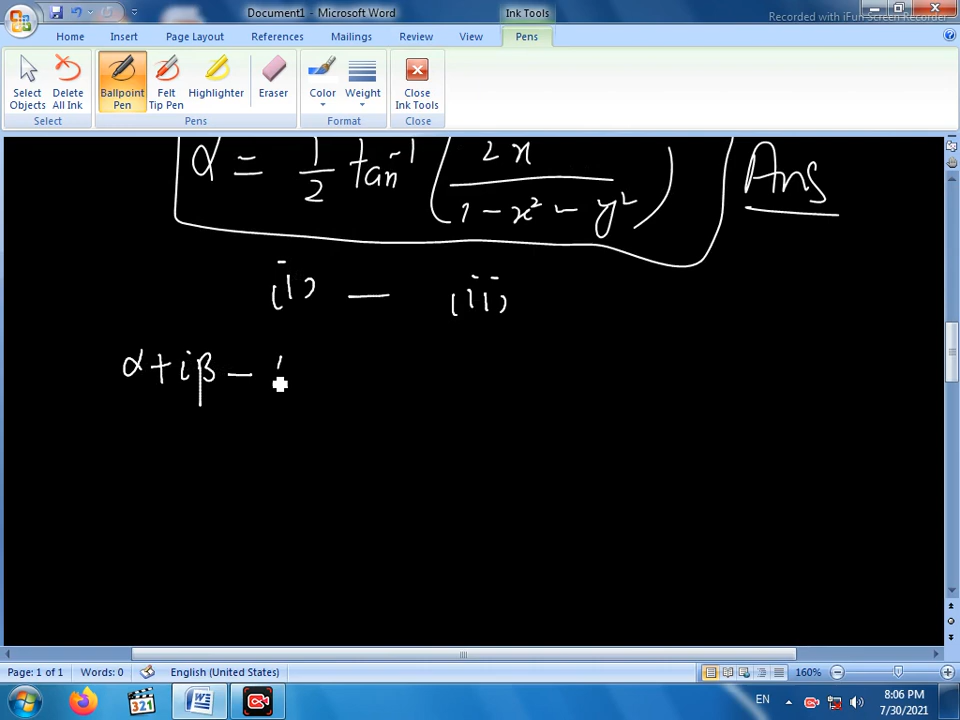 Document1 - Microsoft Word
Ink Tools
Recorded with iFun Screen Recorder
Home Insert Page Layout References Mailings Review View Pens
Select Objects Delete All Ink Ballpoint Pen Felt Tip Pen Highlighter Eraser Color Weight Close Ink Tools
Select Pens Format Close
α = 1/2 tan⁻¹ (2x / 1 - x² - y²) Ans
(i) - (ii)
α + iβ -
Page: 1 of 1 Words: 0 English (United States) 160%
321 EN 8:06 PM
7/30/2021